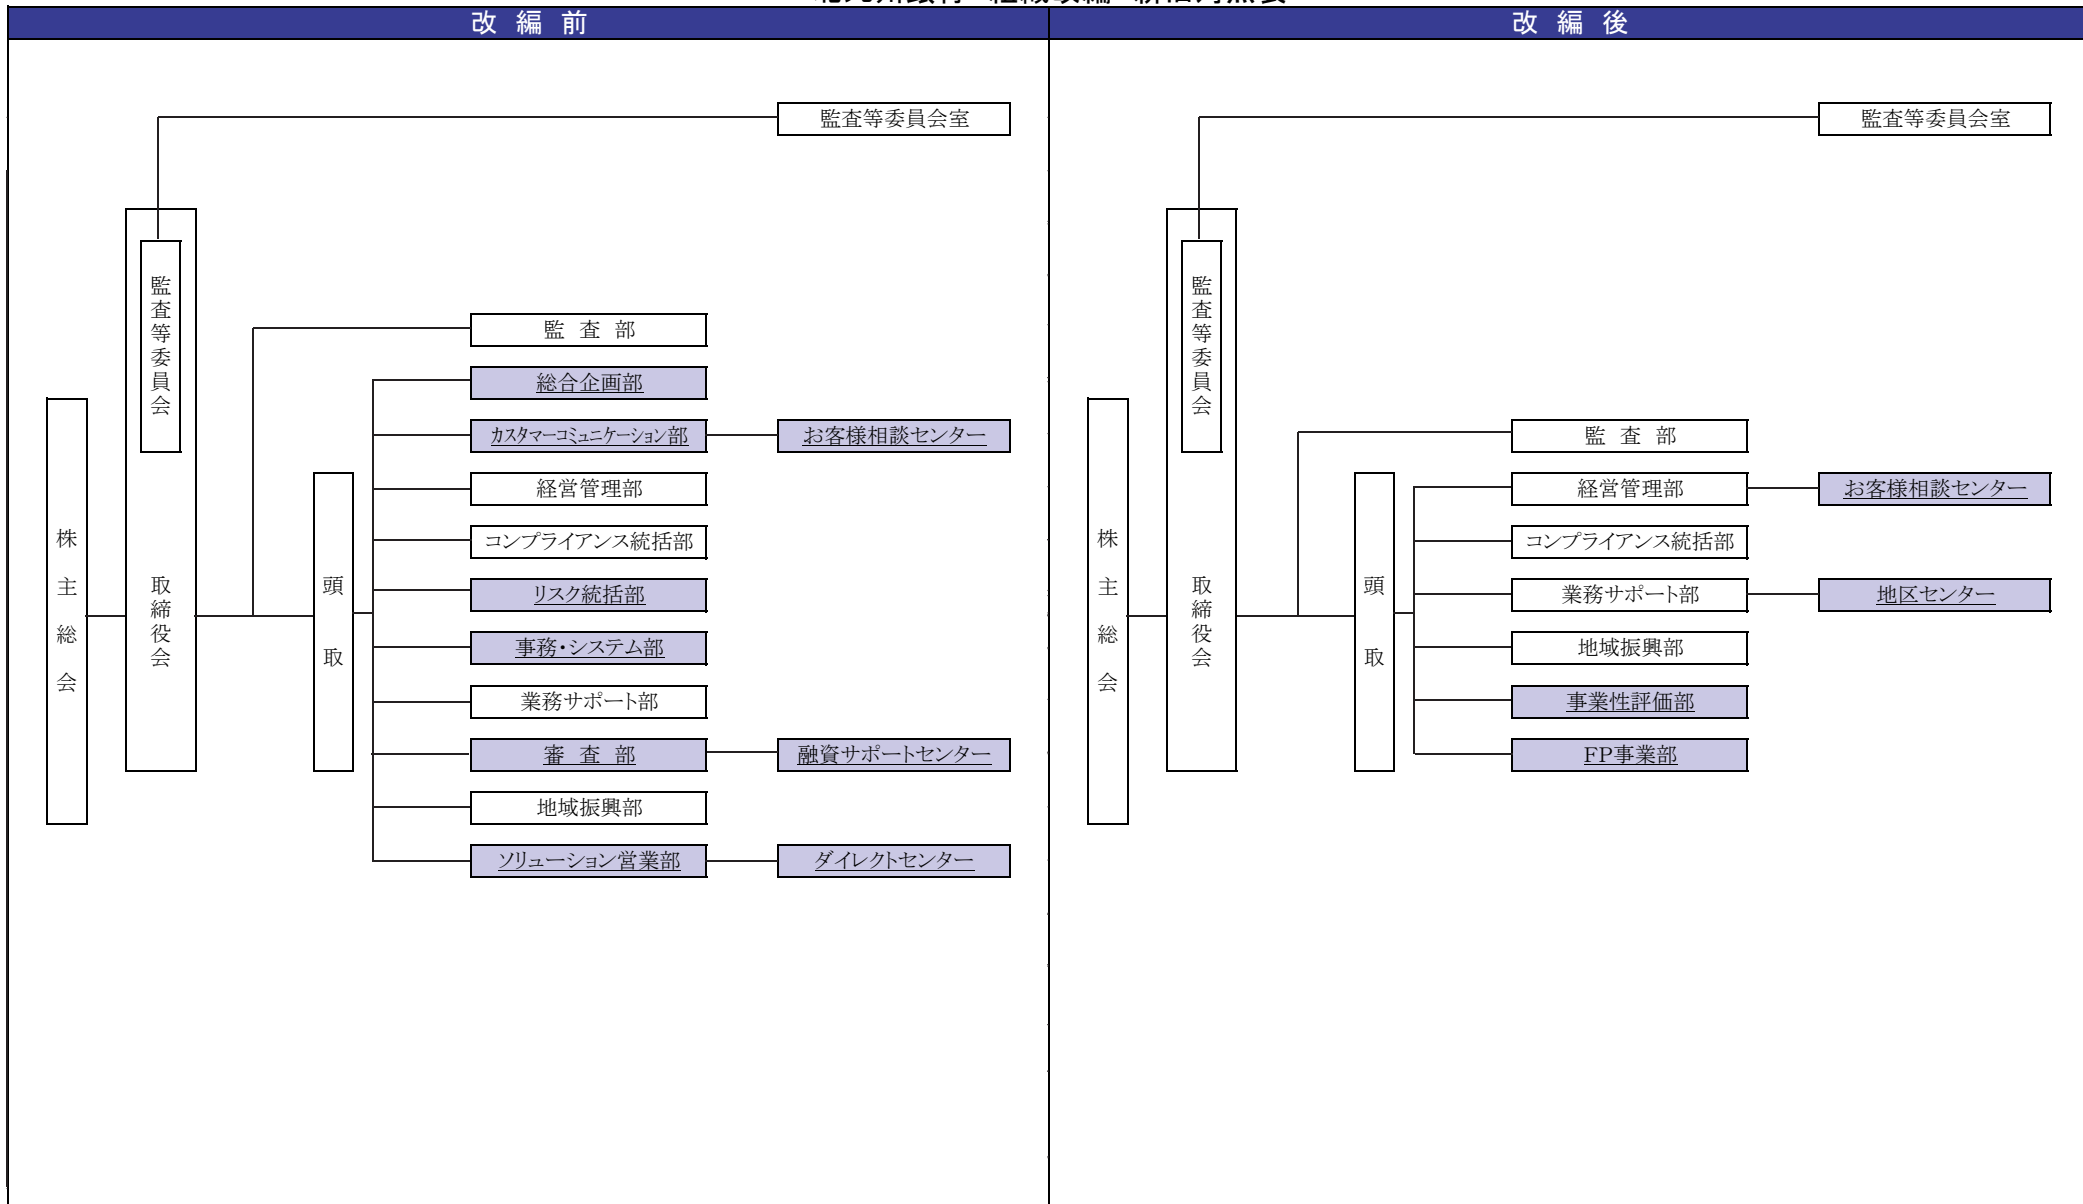 改編前
監査等委員会室
監査等委員会
監査部
総合企画部
カスタマーコミュニケーション部
お客様相談センター
経営管理部
コンプライアンス統括部
リスク統括部
事務・システム部
業務サポート部
審査部
融資サポートセンター
地域振興部
ソリューション営業部
ダイレクトセンター
株主総会
取締役会
頭取
改編後
監査等委員会室
監査等委員会
監査部
経営管理部
お客様相談センター
コンプライアンス統括部
業務サポート部
地区センター
地域振興部
事業性評価部
FP事業部
株主総会
取締役会
頭取